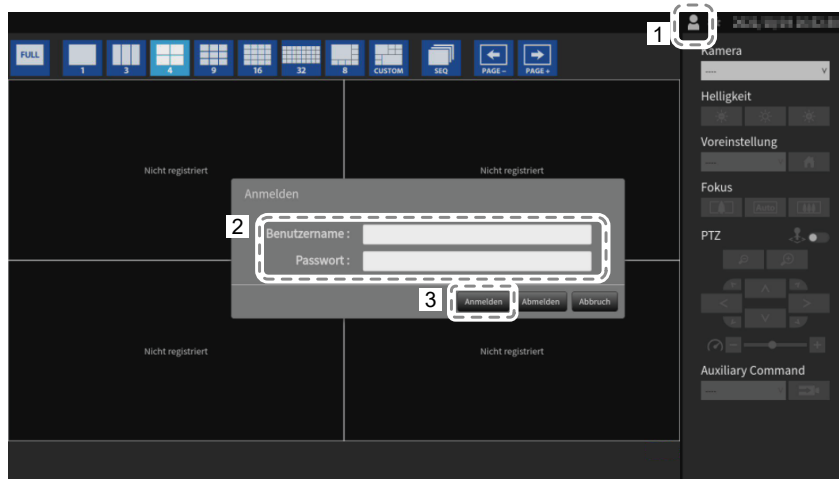 1
FULL
1
3
4
9
16
32
8
CUSTOM
SEQ
PAGE –
PAGE +
Kamera
—
Helligkeit
Voreinstellung
—
Fokus
Auto
PTZ
Auxiliary Command
—
Nicht registriert
Nicht registriert
Anmelden
2
Benutzername :
Passwort :
3
Anmelden
Abmelden
Abbruch
Nicht registriert
Nicht registriert